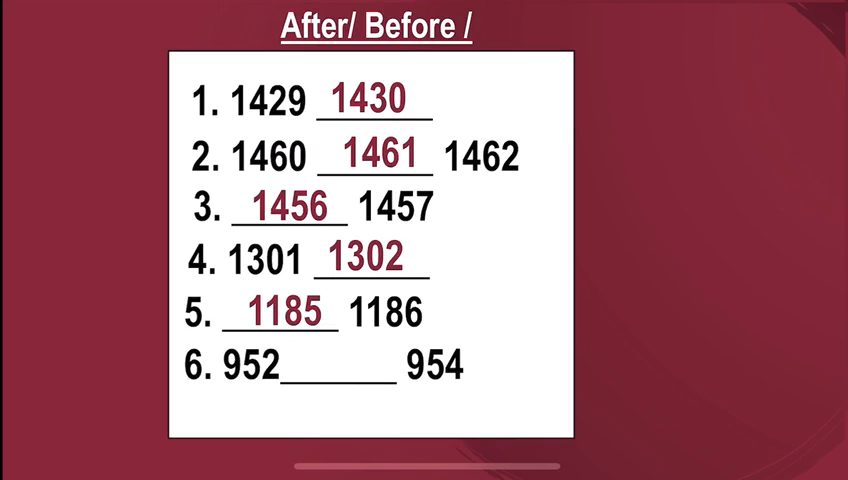 After/ Before /
1. 1429 1430
2. 1460 1461 1462
3. 1456 1457
4. 1301 1302
5. 1185 1186
6. 952______ 954